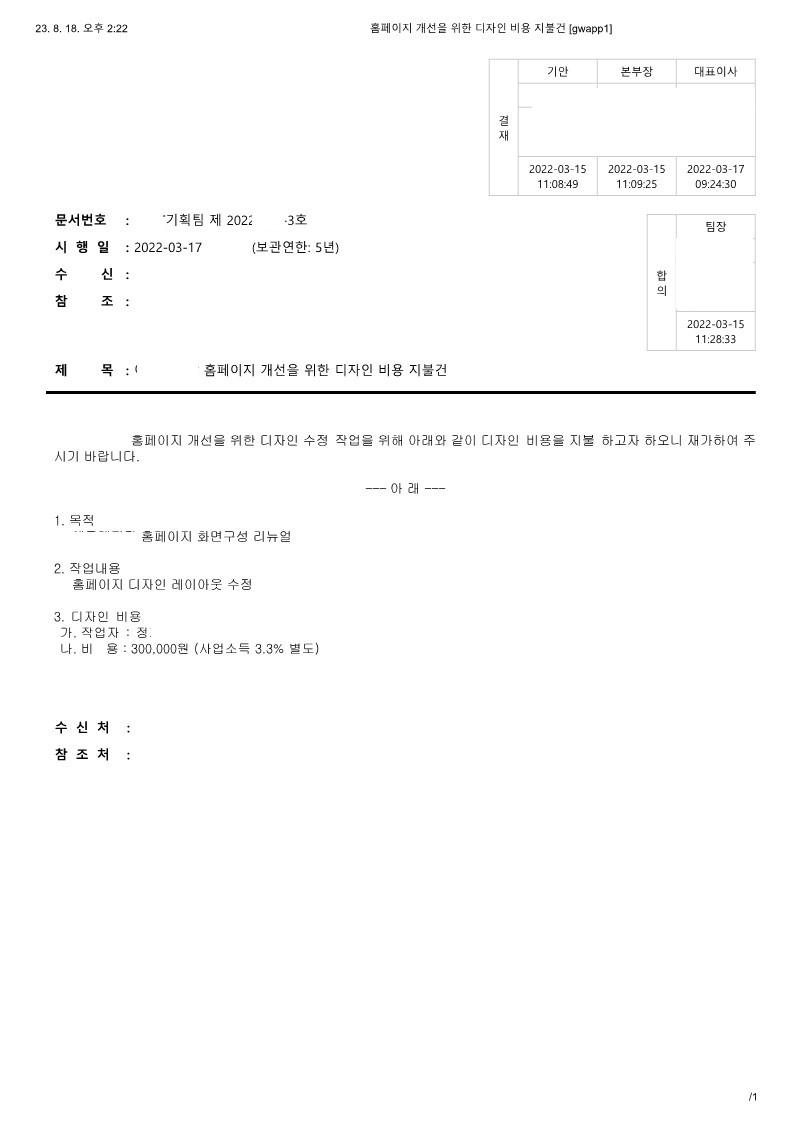 23. 8. 18. 오후 2:22 홈페이지 개선을 위한 디자인 비용 지불건 [gwapp1]
결재 기안 본부장 대표이사
2022-03-15 11:08:49 2022-03-15 11:09:25 2022-03-17 09:24:30
문서번호 : 기획팀 제 2022 -3호
시 행 일 : 2022-03-17 (보관연한: 5년)
수 신 :
참 조 :
합의 팀장
2022-03-15 11:28:33
제 목 : 홈페이지 개선을 위한 디자인 비용 지불건
홈페이지 개선을 위한 디자인 수정 작업을 위해 아래와 같이 디자인 비용을 지불 하고자 하오니 재가하여 주
시기 바랍니다.
--- 아 래 ---
1. 목적
홈페이지 화면구성 리뉴얼
2. 작업내용
홈페이지 디자인 레이아웃 수정
3. 디자인 비용
가. 작업자 : 정
나. 비 용 : 300,000원 (사업소득 3.3% 별도)
수 신 처 :
참 조 처 :
/1